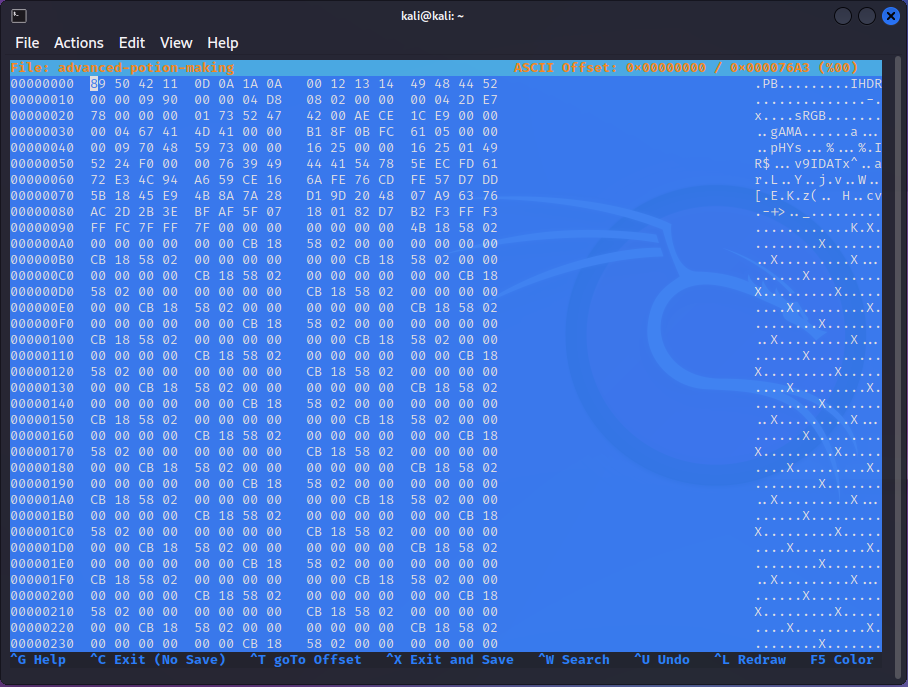 kali@kali: ~
File Actions Edit View Help
File: advanced-potion-making ASCII Offset: 0x00000000 / 0x000076A3 (%00)
00000000 89 50 42 11 0D 0A 1A 0A 00 12 13 14 49 48 44 52 .PB.........IHDR
00000010 00 00 09 90 00 00 04 D8 08 02 00 00 00 04 2D E7 ..............-.
00000020 78 00 00 00 01 73 52 47 42 00 AE CE 1C E9 00 00 x....sRGB.......
00000030 00 04 67 41 4D 41 00 00 B1 8F 0B FC 61 05 00 00 ..gAMA......a...
00000040 00 09 70 48 59 73 00 00 16 25 00 00 16 25 01 49 ..pHYs...%...%.I
00000050 52 24 F0 00 00 76 39 49 44 41 54 78 5E EC FD 61 R$...v9IDATx^..a
00000060 72 E3 4C 94 A6 59 CE 16 6A FE 76 CD FE 57 D7 DD r.L..Y..j.v..W..
00000070 5B 18 45 E9 4B 8A 7A 28 D1 9D 20 48 07 A9 63 76 [.E.K.z(.. H..cv
00000080 AC 2D 2B 3E BF AF 5F 07 18 01 82 D7 B2 F3 FF F3 .-+>.._.........
00000090 FF FC 7F FF 7F 00 00 00 00 00 00 00 4B 18 58 02 ............K.X.
000000A0 00 00 00 00 00 00 CB 18 58 02 00 00 00 00 00 00 ........X.......
000000B0 CB 18 58 02 00 00 00 00 00 00 CB 18 58 02 00 00 ..X.........X...
000000C0 00 00 00 00 CB 18 58 02 00 00 00 00 00 00 CB 18 ......X.........
000000D0 58 02 00 00 00 00 00 00 CB 18 58 02 00 00 00 00 X.........X.....
000000E0 00 00 CB 18 58 02 00 00 00 00 00 00 CB 18 58 02 ....X.........X.
000000F0 00 00 00 00 00 00 CB 18 58 02 00 00 00 00 00 00 ........X.......
00000100 CB 18 58 02 00 00 00 00 00 00 CB 18 58 02 00 00 ..X.........X...
00000110 00 00 00 00 CB 18 58 02 00 00 00 00 00 00 CB 18 ......X.........
00000120 58 02 00 00 00 00 00 00 CB 18 58 02 00 00 00 00 X.........X.....
00000130 00 00 CB 18 58 02 00 00 00 00 00 00 CB 18 58 02 ....X.........X.
00000140 00 00 00 00 00 00 CB 18 58 02 00 00 00 00 00 00 ........X.......
00000150 CB 18 58 02 00 00 00 00 00 00 CB 18 58 02 00 00 ..X.........X...
00000160 00 00 00 00 CB 18 58 02 00 00 00 00 00 00 CB 18 ......X.........
00000170 58 02 00 00 00 00 00 00 CB 18 58 02 00 00 00 00 X.........X.....
00000180 00 00 CB 18 58 02 00 00 00 00 00 00 CB 18 58 02 ....X.........X.
00000190 00 00 00 00 00 00 CB 18 58 02 00 00 00 00 00 00 ........X.......
000001A0 CB 18 58 02 00 00 00 00 00 00 CB 18 58 02 00 00 ..X.........X...
000001B0 00 00 00 00 CB 18 58 02 00 00 00 00 00 00 CB 18 ......X.........
000001C0 58 02 00 00 00 00 00 00 CB 18 58 02 00 00 00 00 X.........X.....
000001D0 00 00 CB 18 58 02 00 00 00 00 00 00 CB 18 58 02 ....X.........X.
000001E0 00 00 00 00 00 00 CB 18 58 02 00 00 00 00 00 00 ........X.......
000001F0 CB 18 58 02 00 00 00 00 00 00 CB 18 58 02 00 00 ..X.........X...
00000200 00 00 00 00 CB 18 58 02 00 00 00 00 00 00 CB 18 ......X.........
00000210 58 02 00 00 00 00 00 00 CB 18 58 02 00 00 00 00 X.........X.....
00000220 00 00 CB 18 58 02 00 00 00 00 00 00 CB 18 58 02 ....X.........X.
00000230 00 00 00 00 00 00 CB 18 58 02 00 00 00 00 00 00 ........X.......
^G Help ^C Exit (No Save) ^T goTo Offset ^X Exit and Save ^W Search ^U Undo ^L Redraw F5 Color